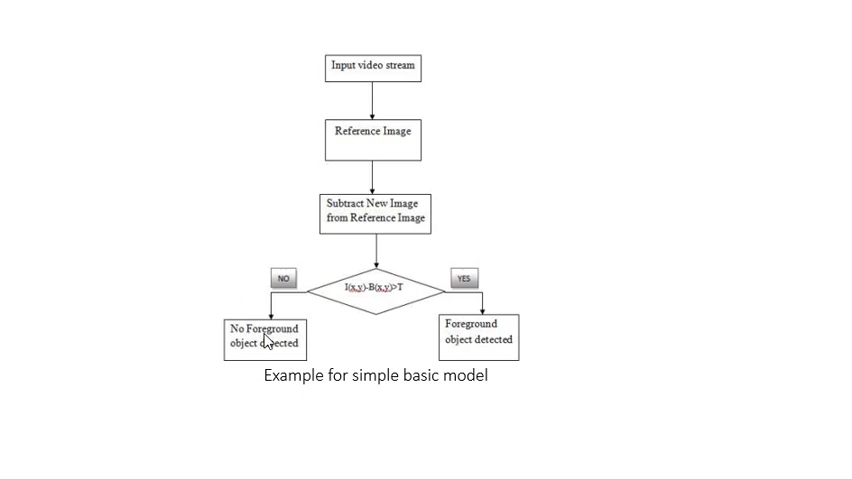 Input video stream
Reference Image
Subtract New Image
from Reference Image
NO
YES
I(x,y)-B(x,y)>T
No Foreground
object detected
Foreground
object detected
Example for simple basic model